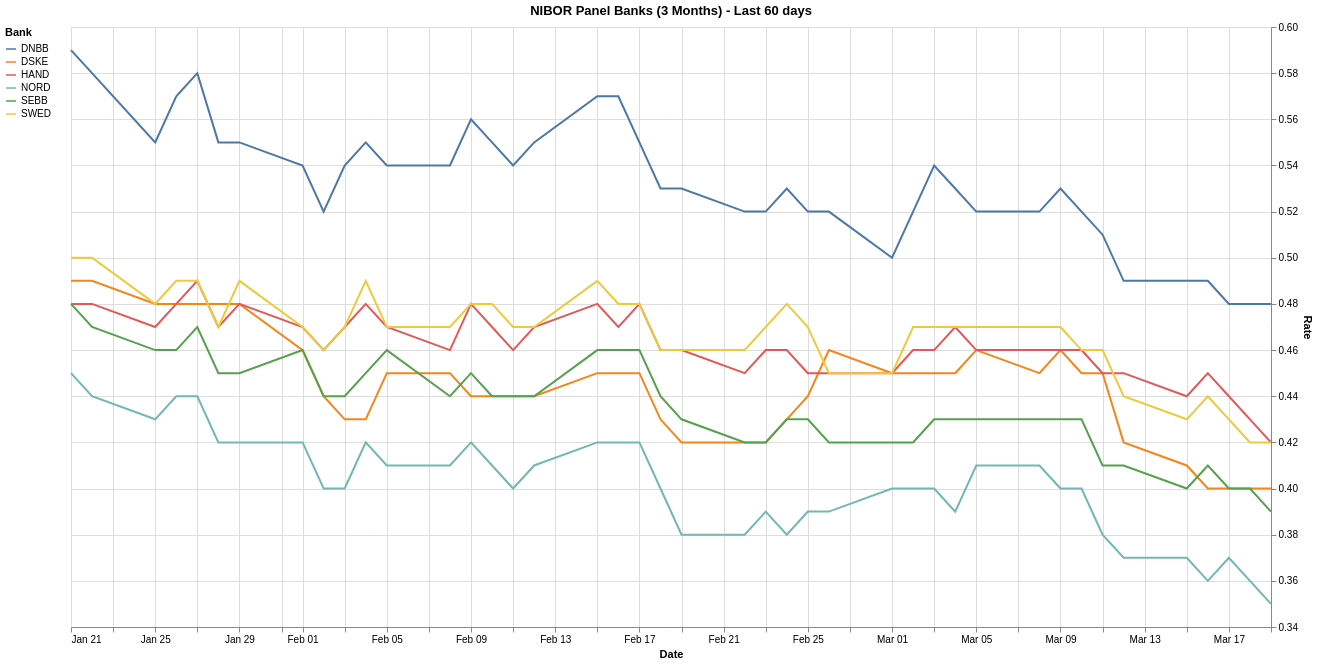 NIBOR Panel Banks (3 Months) - Last 60 days
Bank
DNBB
DSKE
HAND
NORD
SEBB
SWED
0.60
0.58
0.56
0.54
0.52
0.50
0.48
0.46
0.44
0.42
0.40
0.38
0.36
0.34
Rate
Jan 21 Jan 25 Jan 29 Feb 01 Feb 05 Feb 09 Feb 13 Feb 17 Feb 21 Feb 25 Mar 01 Mar 05 Mar 09 Mar 13 Mar 17
Date